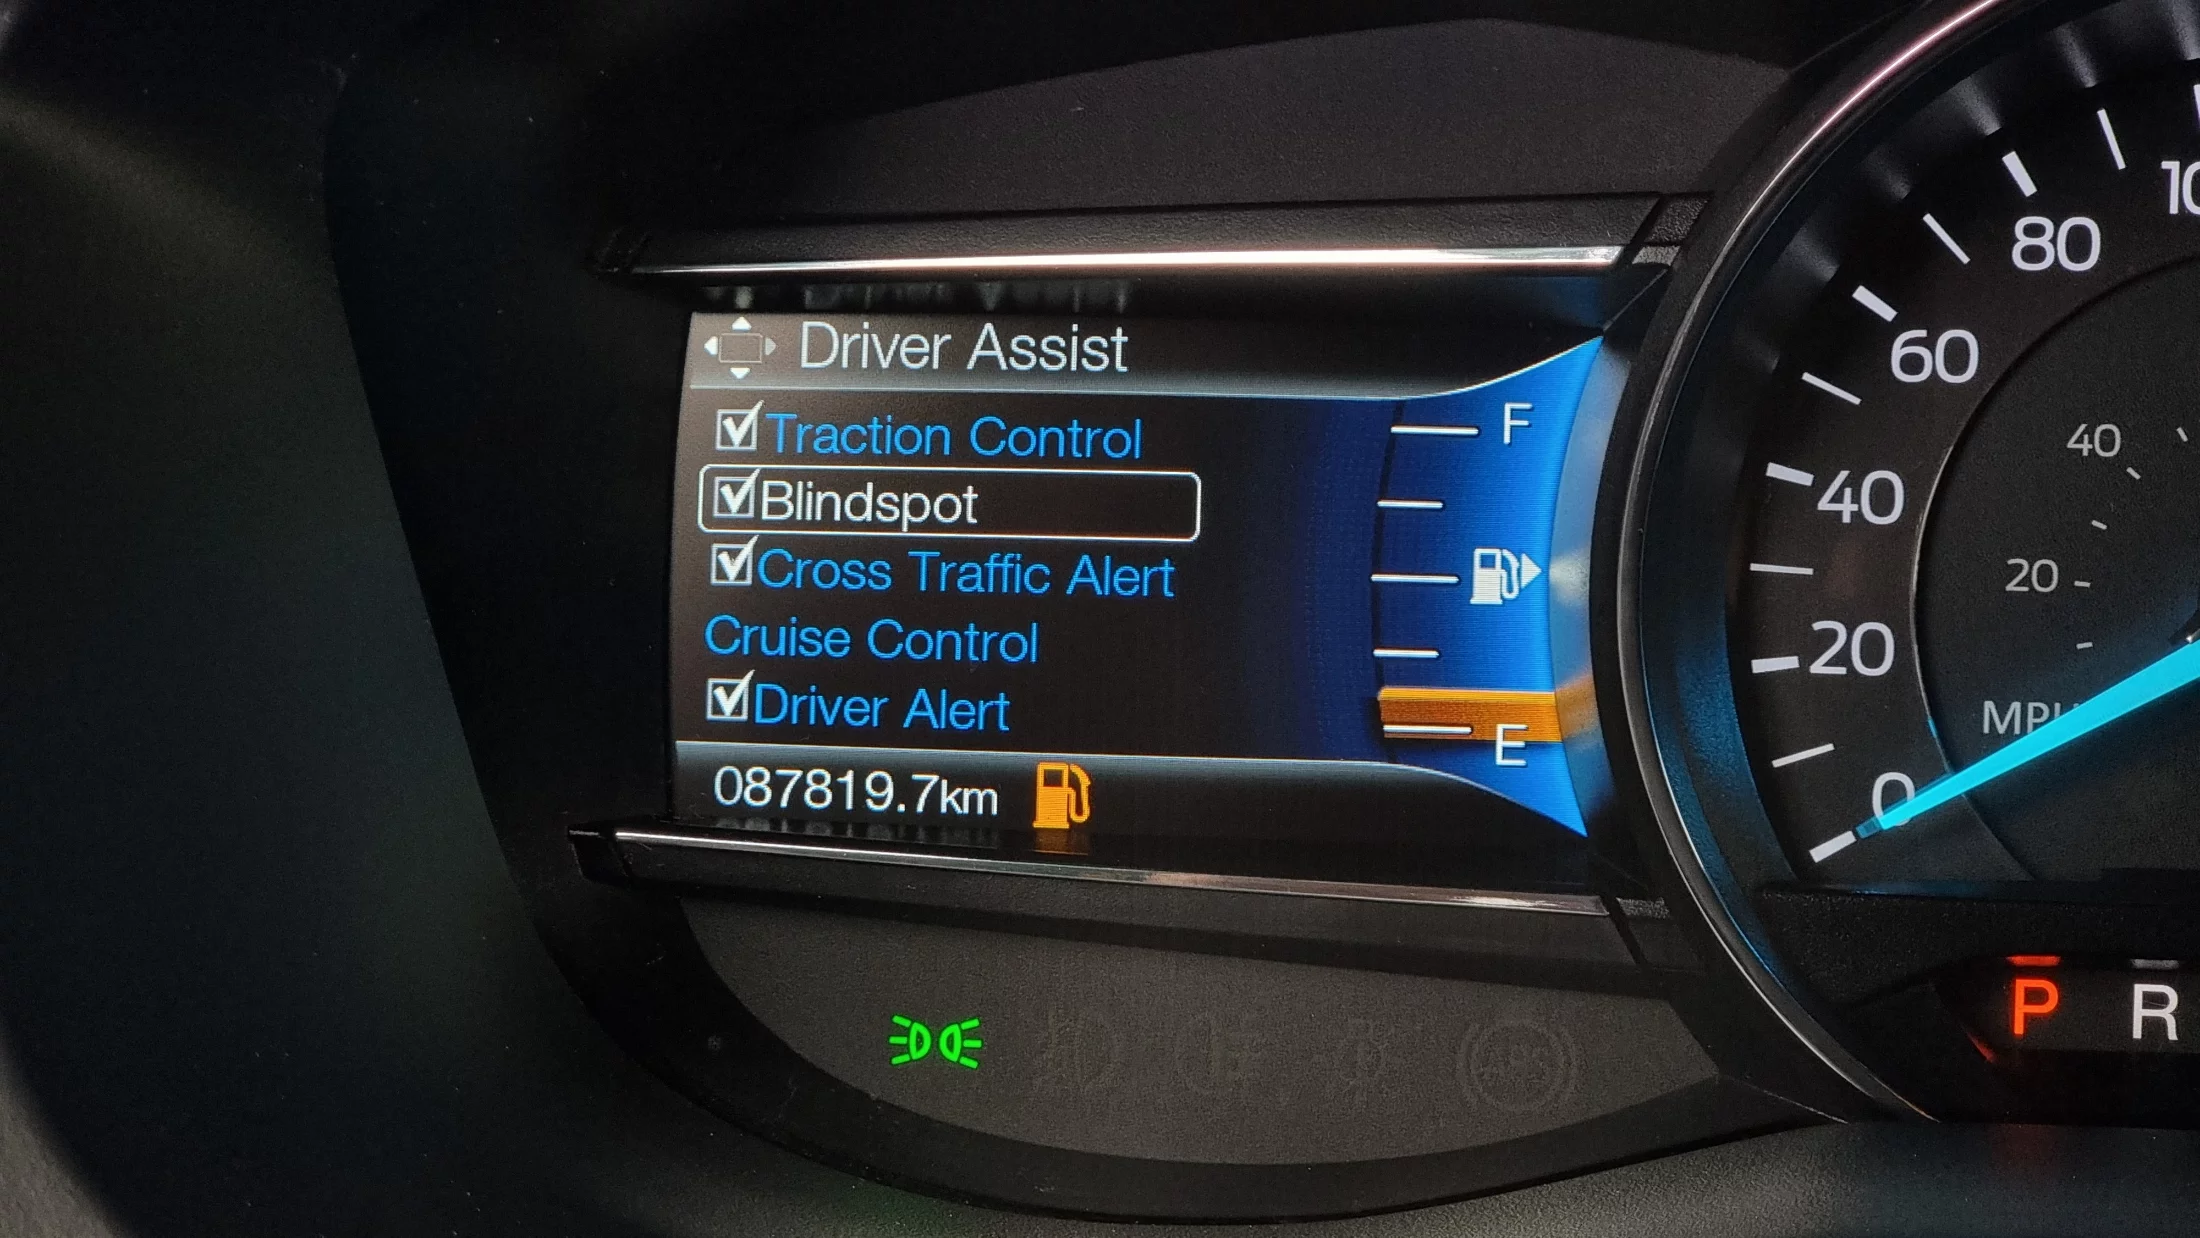 Driver Assist
Traction Control
Blindspot
Cross Traffic Alert
Cruise Control
Driver Alert
087819.7km
F
E
80
60
40
20
0
40
20
P
R
ABS